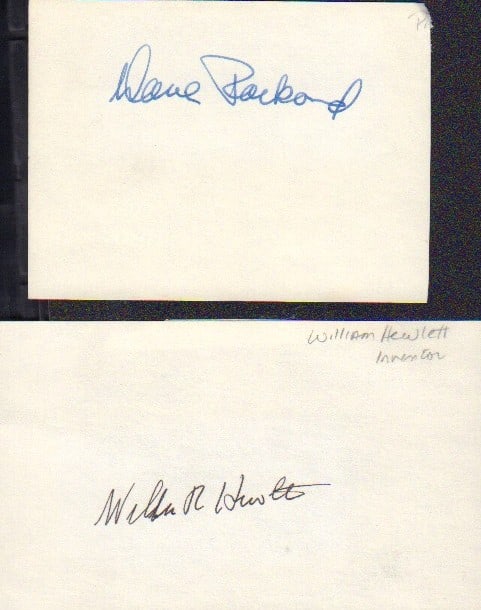 Dave Packard
William Hewlett
Inventor
William R Hewlett